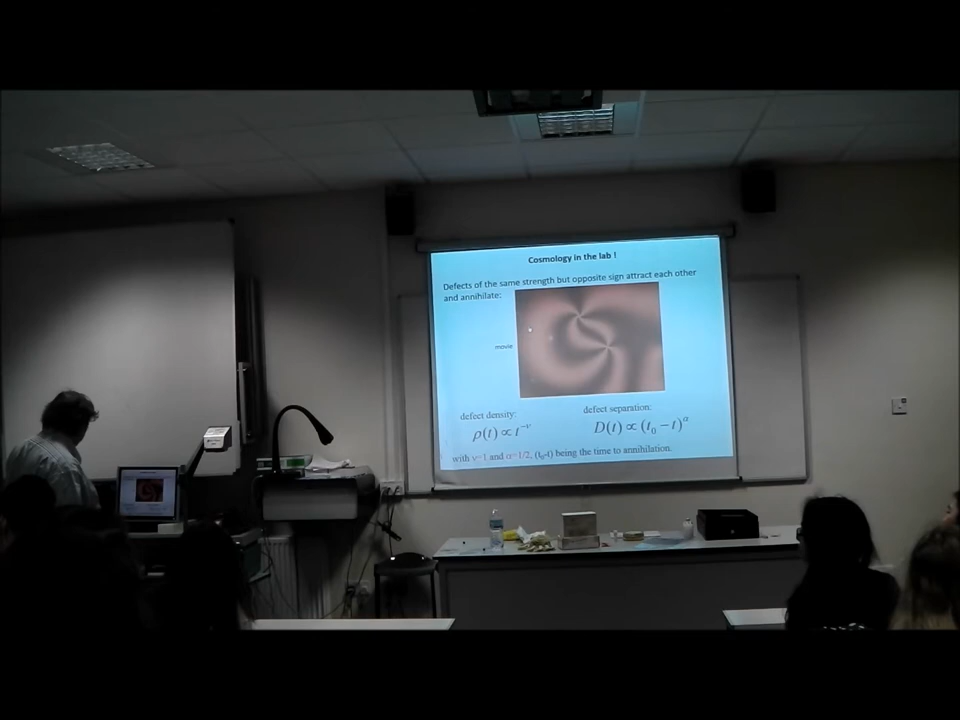 Cosmology in the lab !
Defects of the same strength but opposite sign attract each other
and annihilate:
movie
defect density:
defect separation:
ρ(t) ∝ t^{-ν}
D(t) ∝ (t₀ − t)^α
with ν=1 and α=1/2, (t₀-t) being the time to annihilation.